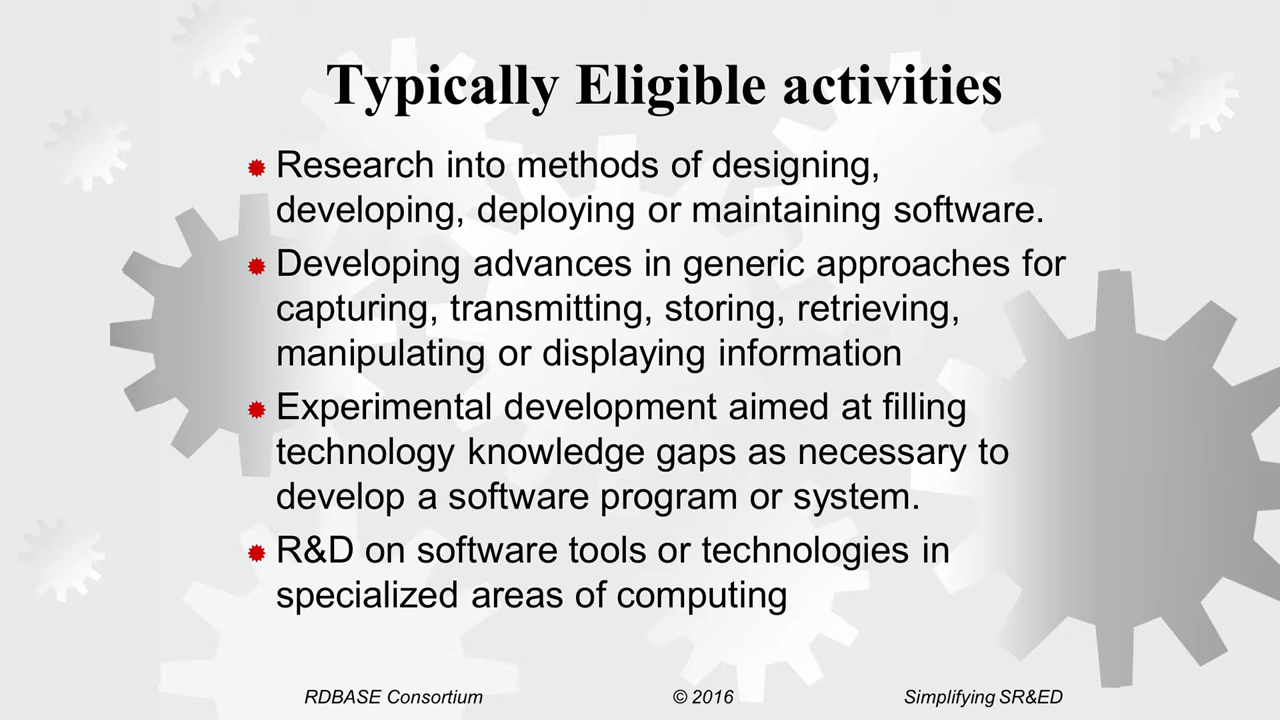 Typically Eligible activities
Research into methods of designing,
developing, deploying or maintaining software.
Developing advances in generic approaches for
capturing, transmitting, storing, retrieving,
manipulating or displaying information
Experimental development aimed at filling
technology knowledge gaps as necessary to
develop a software program or system.
R&D on software tools or technologies in
specialized areas of computing
RDBASE Consortium © 2016 Simplifying SR&ED